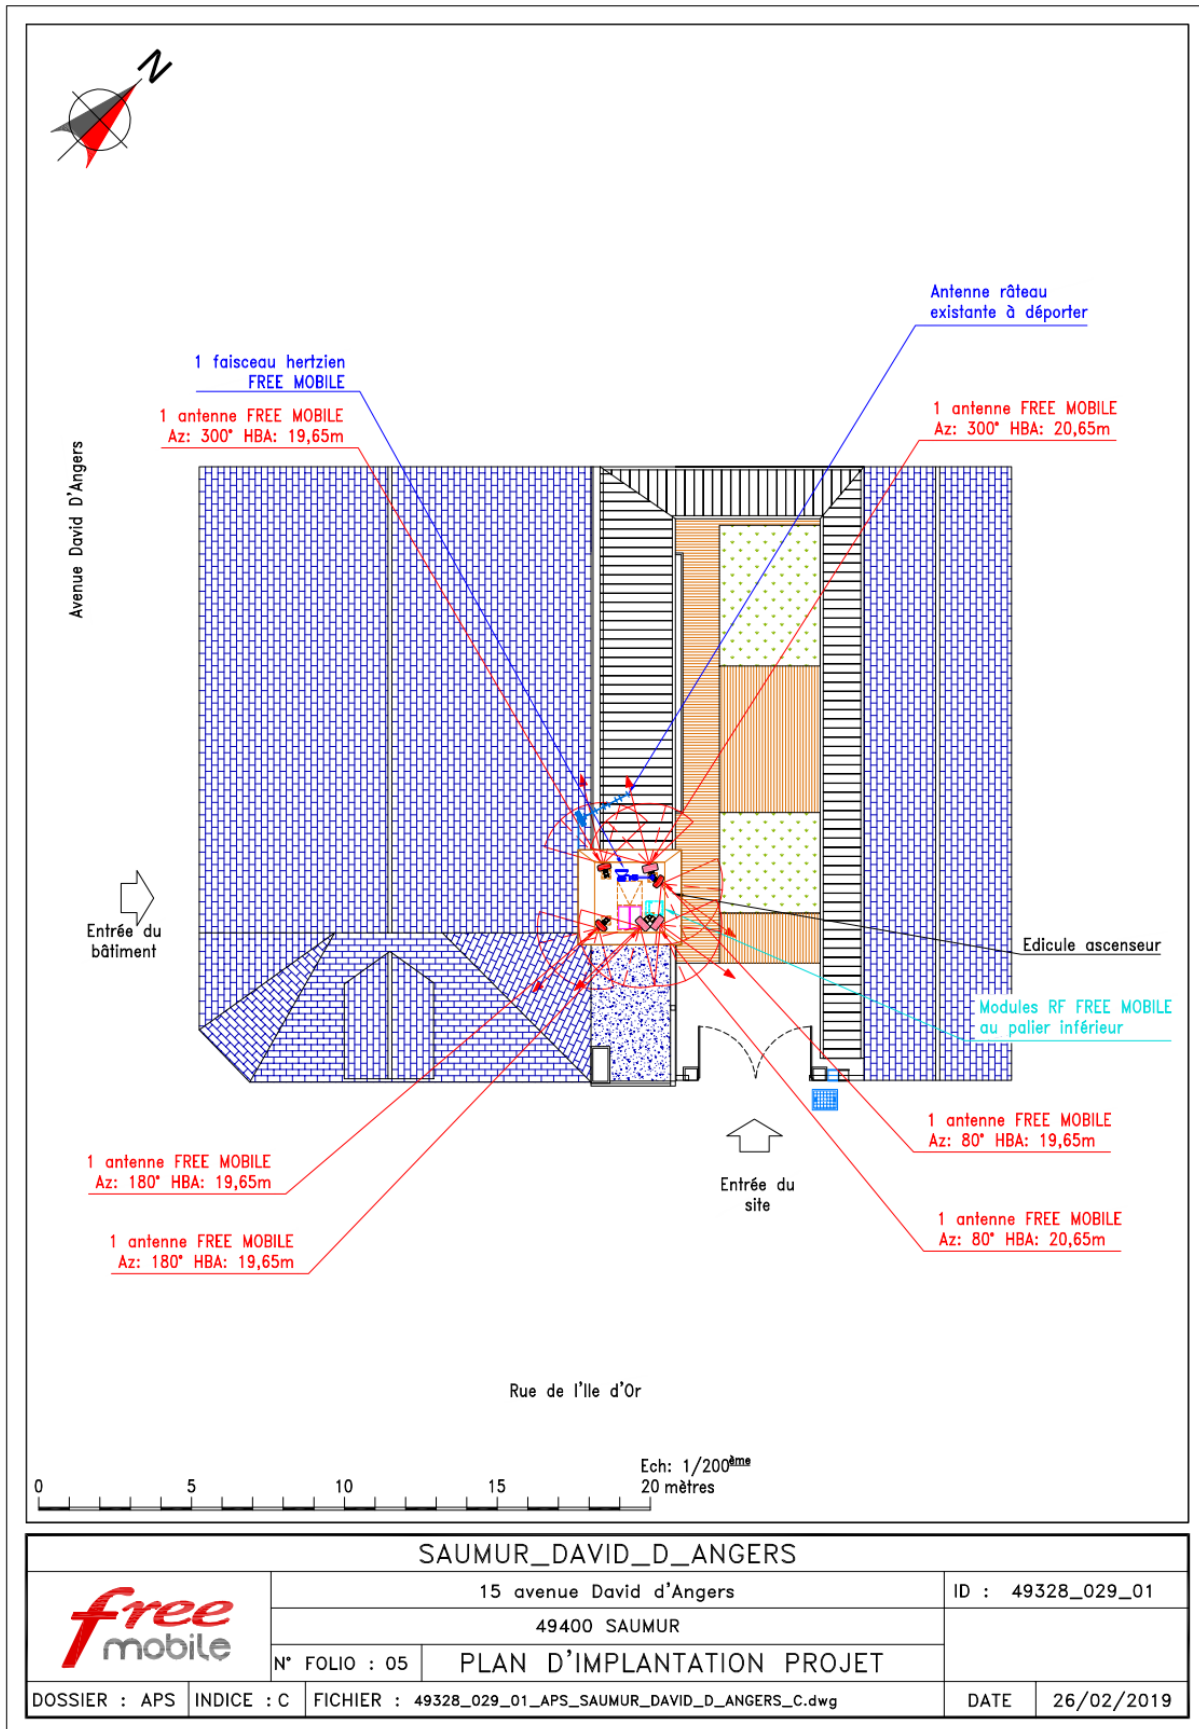 N
Antenne râteau
existante à déporter
1 faisceau hertzien
FREE MOBILE
1 antenne FREE MOBILE
Az: 300° HBA: 19,65m
1 antenne FREE MOBILE
Az: 300° HBA: 20,65m
Avenue David D'Angers
Entrée du
bâtiment
Edicule ascenseur
Modules RF FREE MOBILE
au palier inférieur
1 antenne FREE MOBILE
Az: 80° HBA: 19,65m
1 antenne FREE MOBILE
Az: 180° HBA: 19,65m
Entrée du
site
1 antenne FREE MOBILE
Az: 80° HBA: 20,65m
1 antenne FREE MOBILE
Az: 180° HBA: 19,65m
Rue de l'Ile d'Or
Ech: 1/200ème
0 5 10 15 20 mètres
SAUMUR_DAVID_D_ANGERS
free
mobile
15 avenue David d'Angers
ID : 49328_029_01
49400 SAUMUR
N° FOLIO : 05
PLAN D'IMPLANTATION PROJET
DOSSIER : APS
INDICE : C
FICHIER : 49328_029_01_APS_SAUMUR_DAVID_D_ANGERS_C.dwg
DATE
26/02/2019